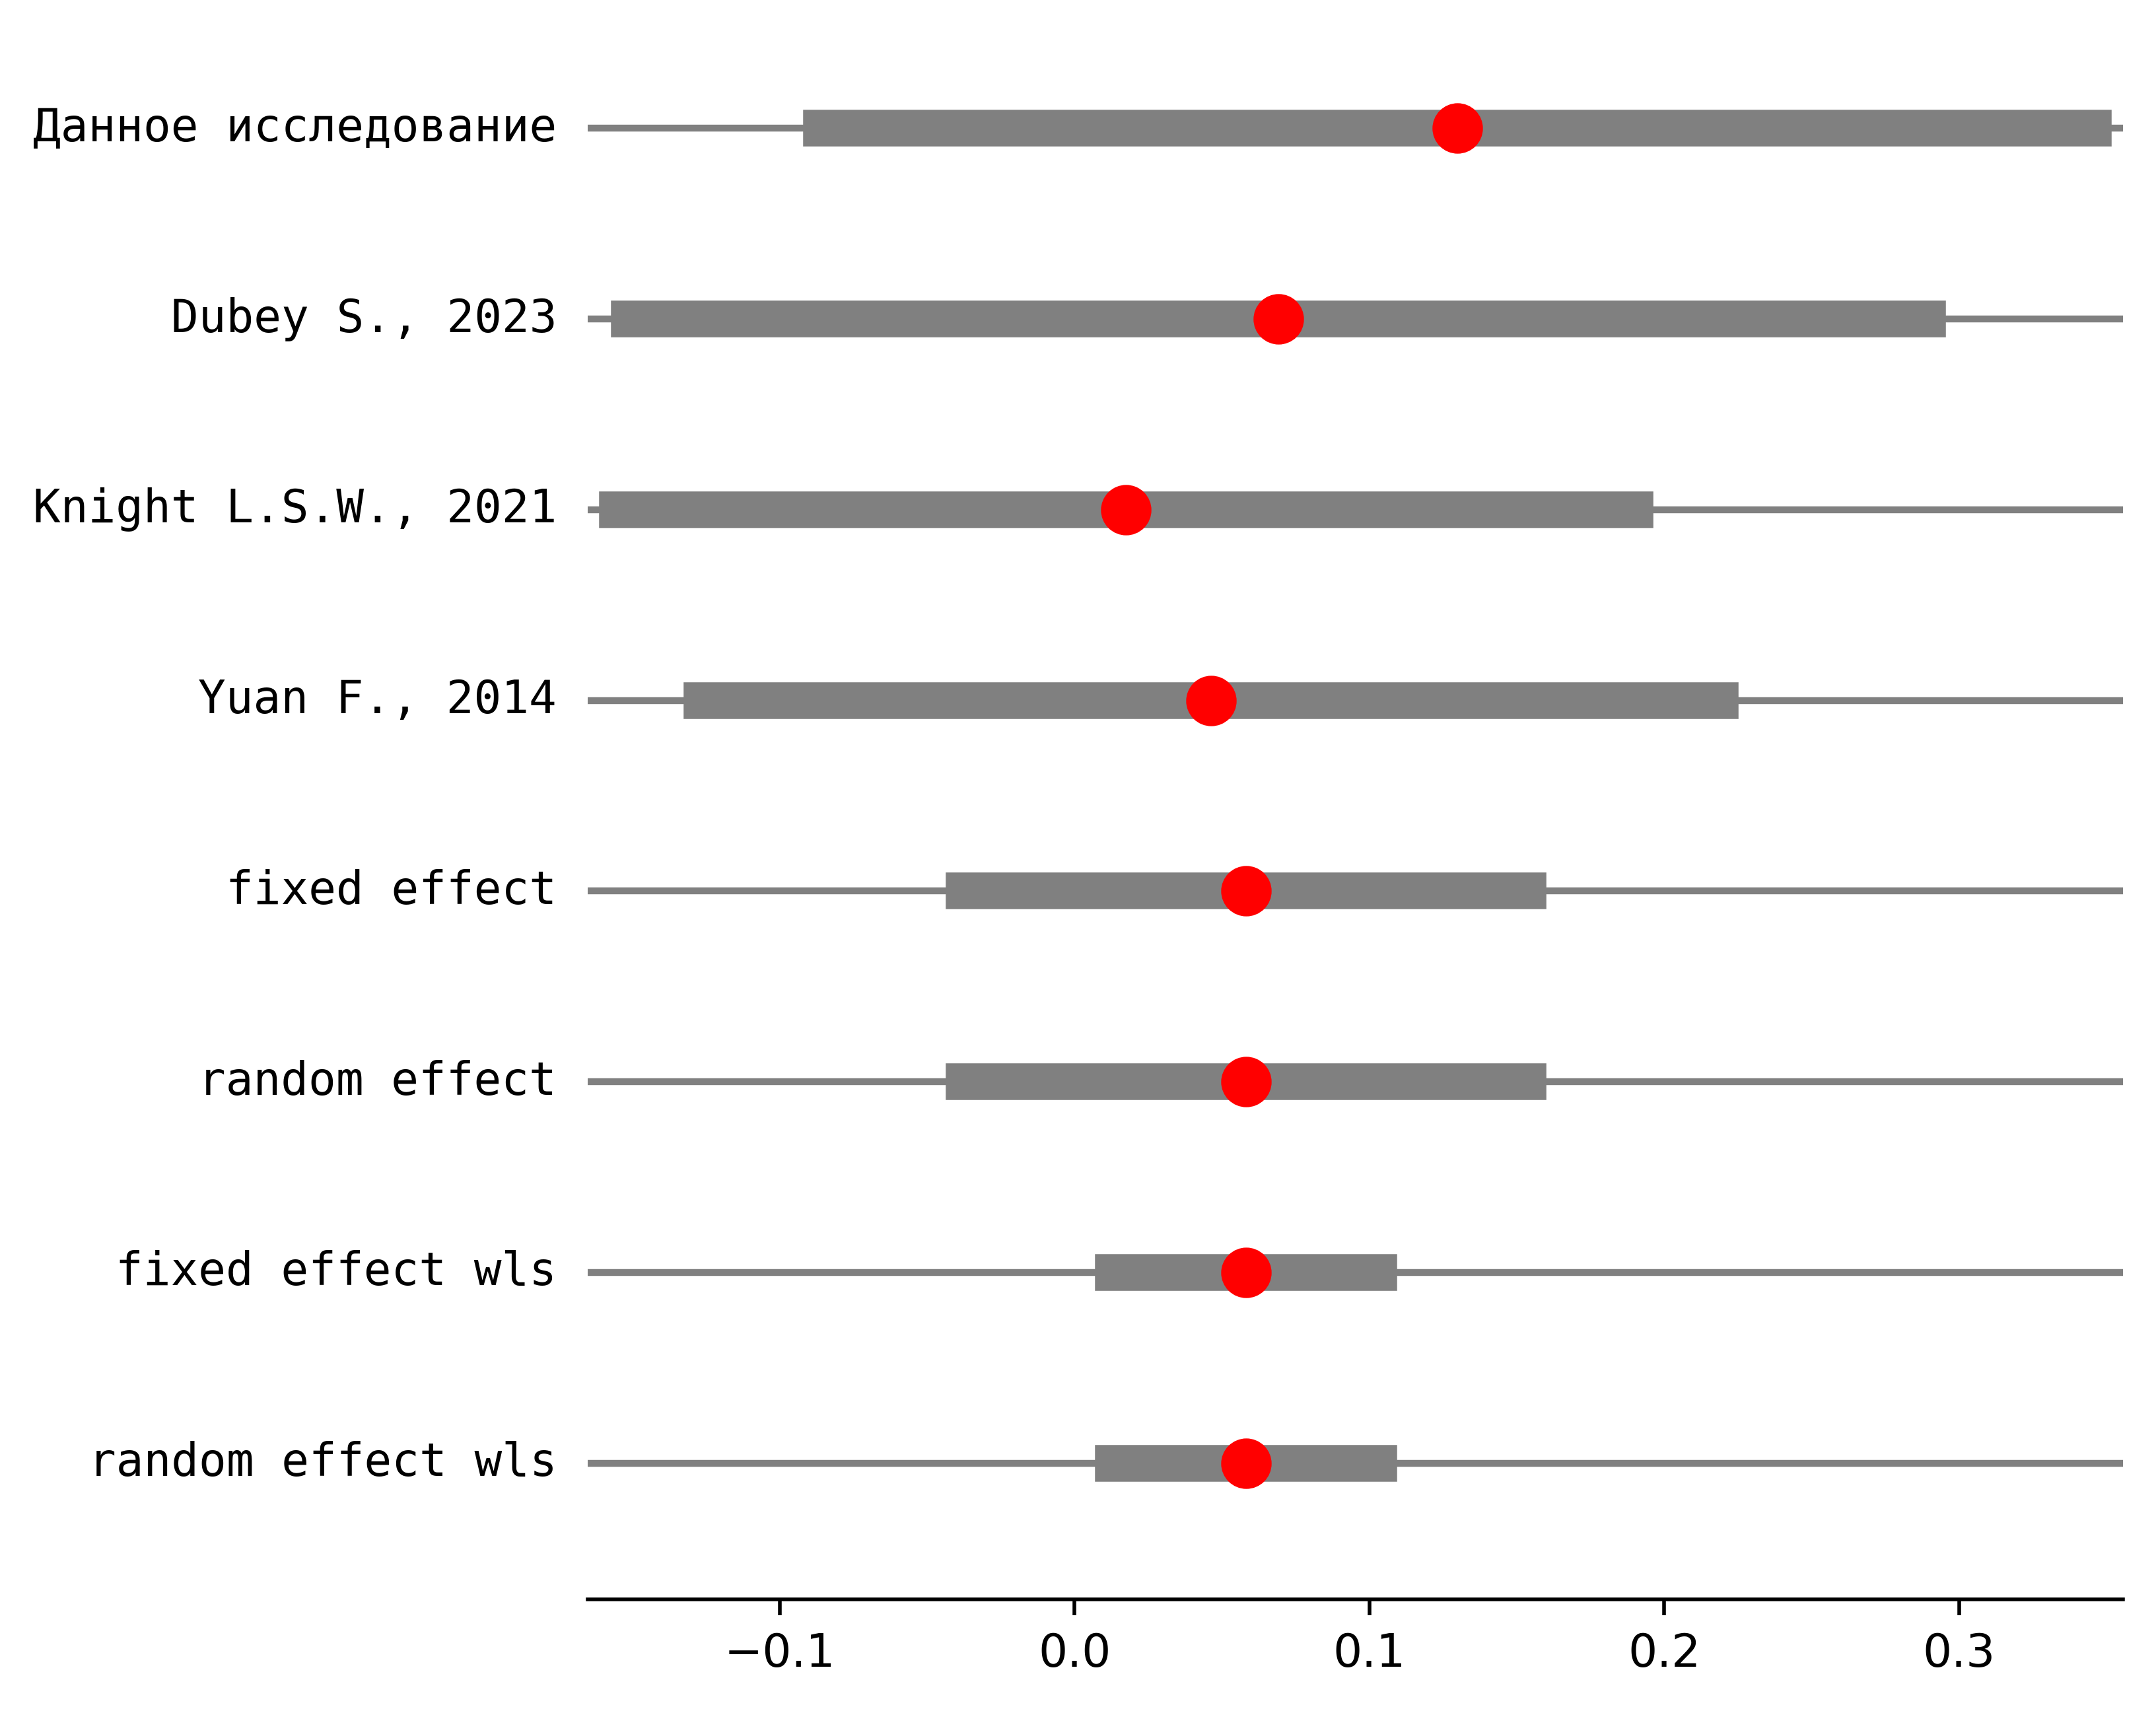 Данное исследование
Dubey S., 2023
Knight L.S.W., 2021
Yuan F., 2014
fixed effect
random effect
fixed effect wls
random effect wls
−0.1 0.0 0.1 0.2 0.3